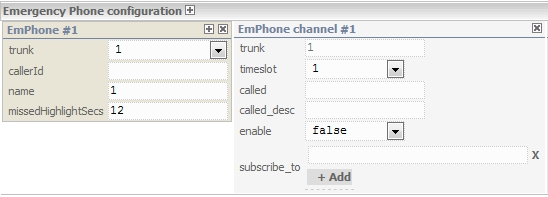 Emergency Phone configuration
EmPhone #1
trunk 1
callerId
name 1
missedHighlightSecs 12
EmPhone channel #1
trunk 1
timeslot 1
called
called_desc
enable false
subscribe_to X
+ Add